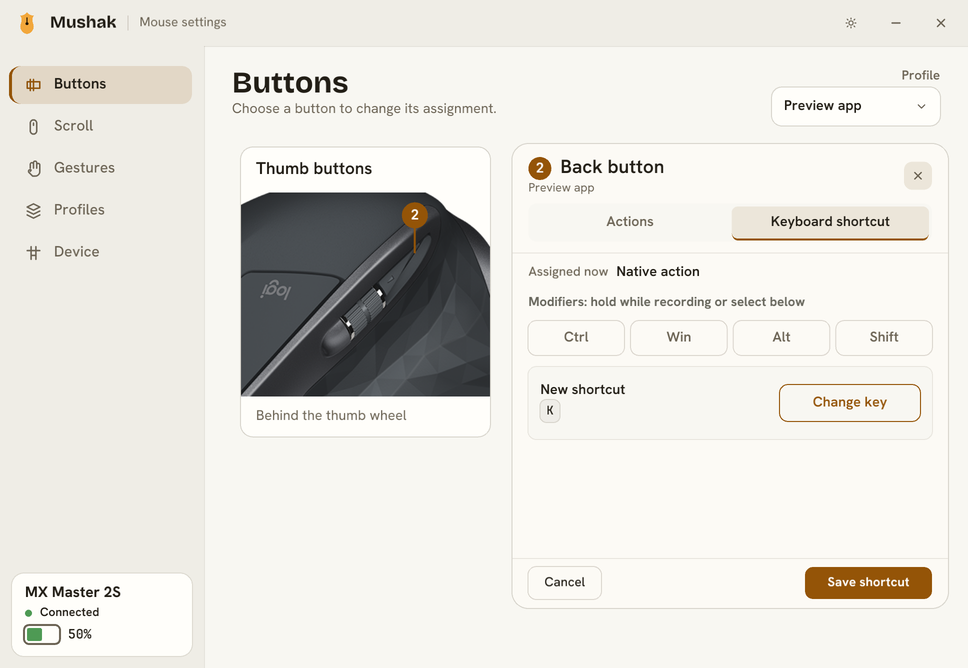 Mushak
Mouse settings
Buttons
Scroll
Gestures
Profiles
Device
MX Master 2S
Connected
50%
Buttons
Choose a button to change its assignment.
Profile
Preview app
Thumb buttons
2
logi
Behind the thumb wheel
2 Back button
Preview app
Actions
Keyboard shortcut
Assigned now Native action
Modifiers: hold while recording or select below
Ctrl
Win
Alt
Shift
New shortcut
K
Change key
Cancel
Save shortcut